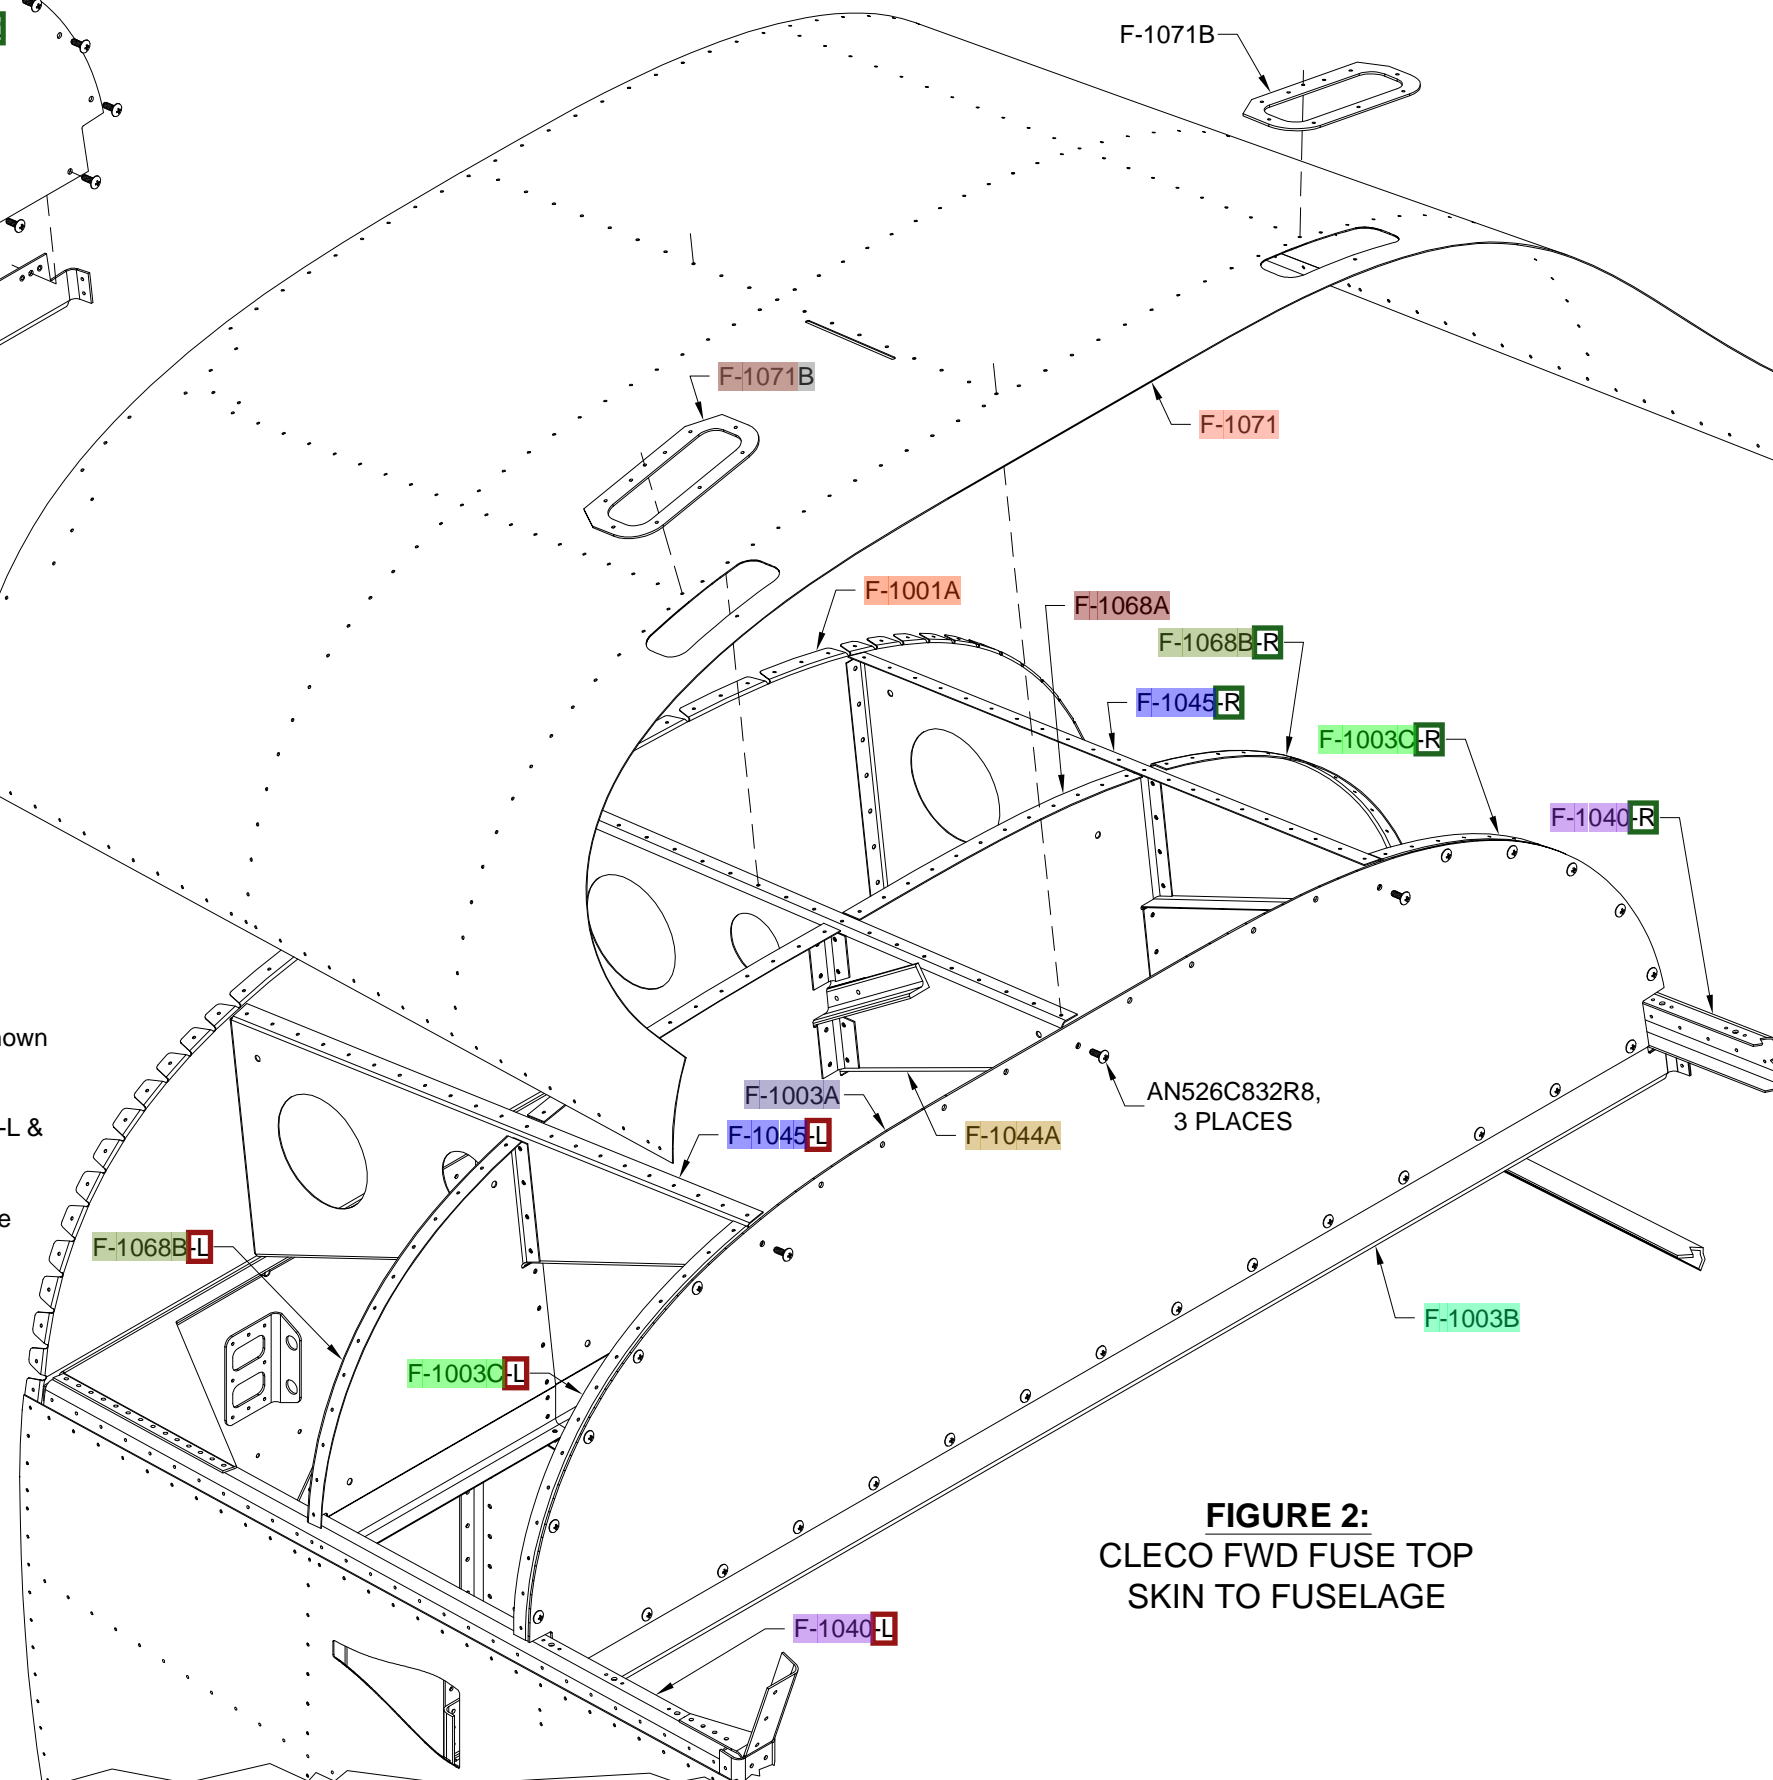 F-1071B
F-1071B
F-1071
F-1001A
F-1068A
F-1068B-R
F-1045-R
F-1003C-R
F-1040-R
own
-L &
e
F-1003A
AN526C832R8,
3 PLACES
F-1045-L
F-1044A
F-1068B-L
F-1003B
F-1003C-L
FIGURE 2:
CLECO FWD FUSE TOP
SKIN TO FUSELAGE
F-1040-L